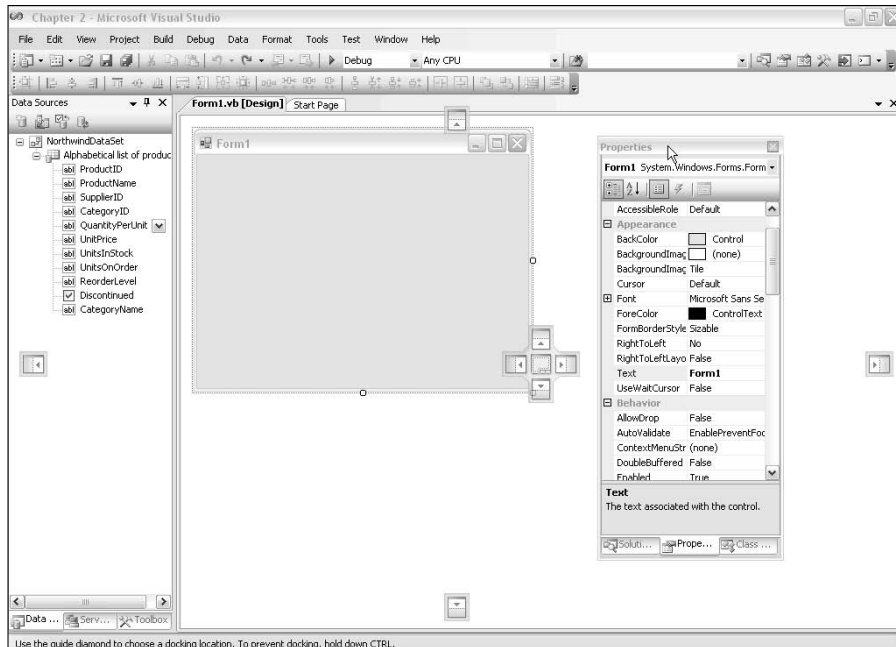 Chapter 2 - Microsoft Visual Studio
File Edit View Project Build Debug Data Format Tools Test Window Help
Debug Any CPU
Data Sources
Form1.vb [Design] Start Page
NorthwindDataSet
Alphabetical list of produc
ProductID
ProductName
SupplierID
CategoryID
QuantityPerUnit
UnitPrice
UnitsInStock
UnitsOnOrder
ReorderLevel
Discontinued
CategoryName
Form1
Properties
Form1 System.Windows.Forms.Form
AccessibleRole Default
Appearance
BackColor Control
BackgroundImag (none)
BackgroundImag Tile
Cursor Default
Font Microsoft Sans Se
ForeColor ControlText
FormBorderStyle Sizable
RightToLeft No
RightToLeftLayo False
Text Form1
UseWaitCursor False
Behavior
AllowDrop False
AutoValidate EnablePreventFoc
ContextMenuStr (none)
DoubleBuffered False
Enabled True
Text
The text associated with the control.
Soluti... Prope... Class ...
Data ... Serv... Toolbox
Use the guide diamond to choose a docking location. To prevent docking, hold down CTRL.